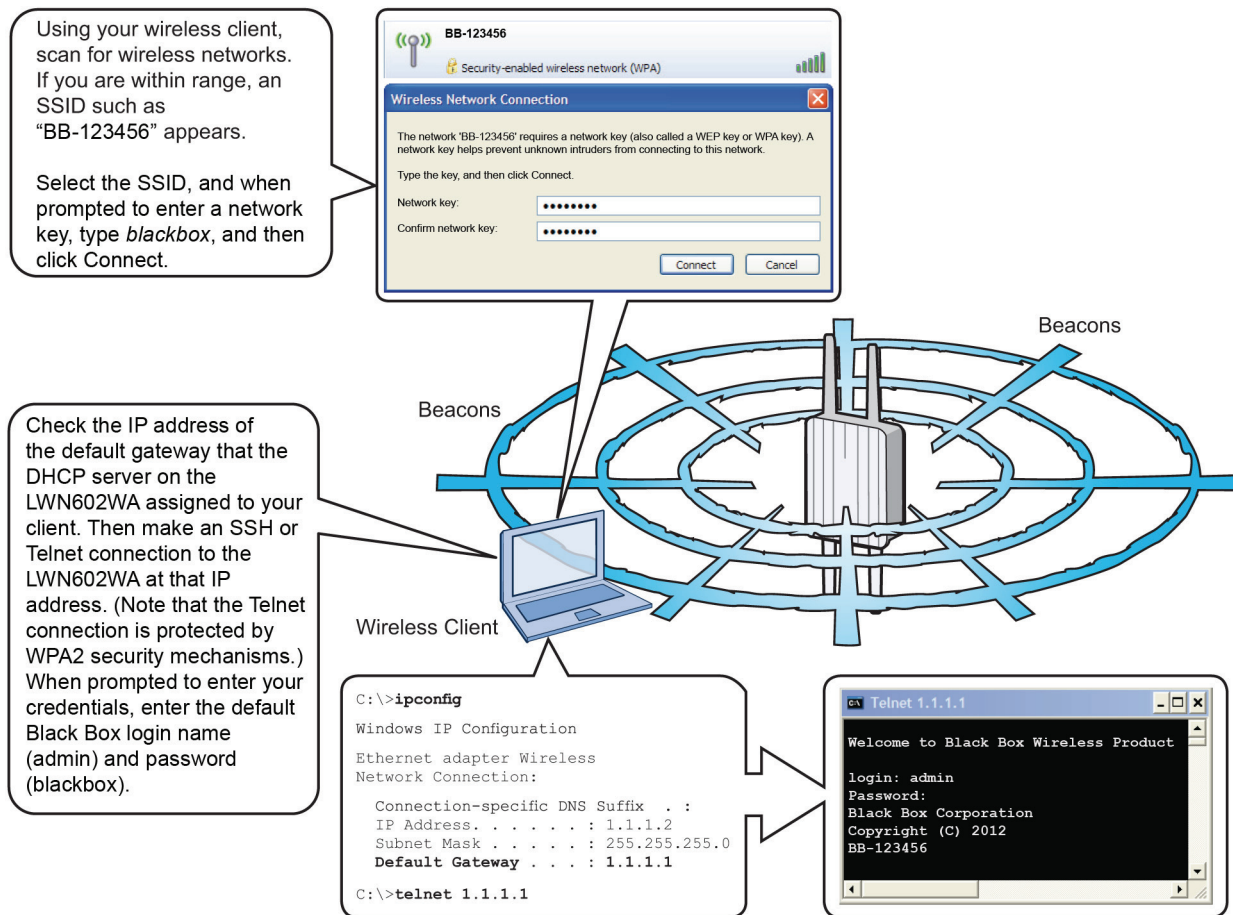 Using your wireless client,
scan for wireless networks.
If you are within range, an
SSID such as
“BB-123456” appears.
Select the SSID, and when
prompted to enter a network
key, type blackbox, and then
click Connect.
BB-123456
Security-enabled wireless network (WPA)
Wireless Network Connection
The network 'BB-123456' requires a network key (also called a WEP key or WPA key). A
network key helps prevent unknown intruders from connecting to this network.
Type the key, and then click Connect.
Network key:
Confirm network key:
Connect
Cancel
Beacons
Beacons
Check the IP address of
the default gateway that the
DHCP server on the
LWN602WA assigned to your
client. Then make an SSH or
Telnet connection to the
LWN602WA at that IP
address. (Note that the Telnet
connection is protected by
WPA2 security mechanisms.)
When prompted to enter your
credentials, enter the default
Black Box login name
(admin) and password
(blackbox).
Wireless Client
C:\>ipconfig
Windows IP Configuration
Ethernet adapter Wireless
Network Connection:
Connection-specific DNS Suffix . :
IP Address. . . . . . : 1.1.1.2
Subnet Mask . . . . . : 255.255.255.0
Default Gateway . . . : 1.1.1.1
C:\>telnet 1.1.1.1
Telnet 1.1.1.1
Welcome to Black Box Wireless Product
login: admin
Password:
Black Box Corporation
Copyright (C) 2012
BB-123456